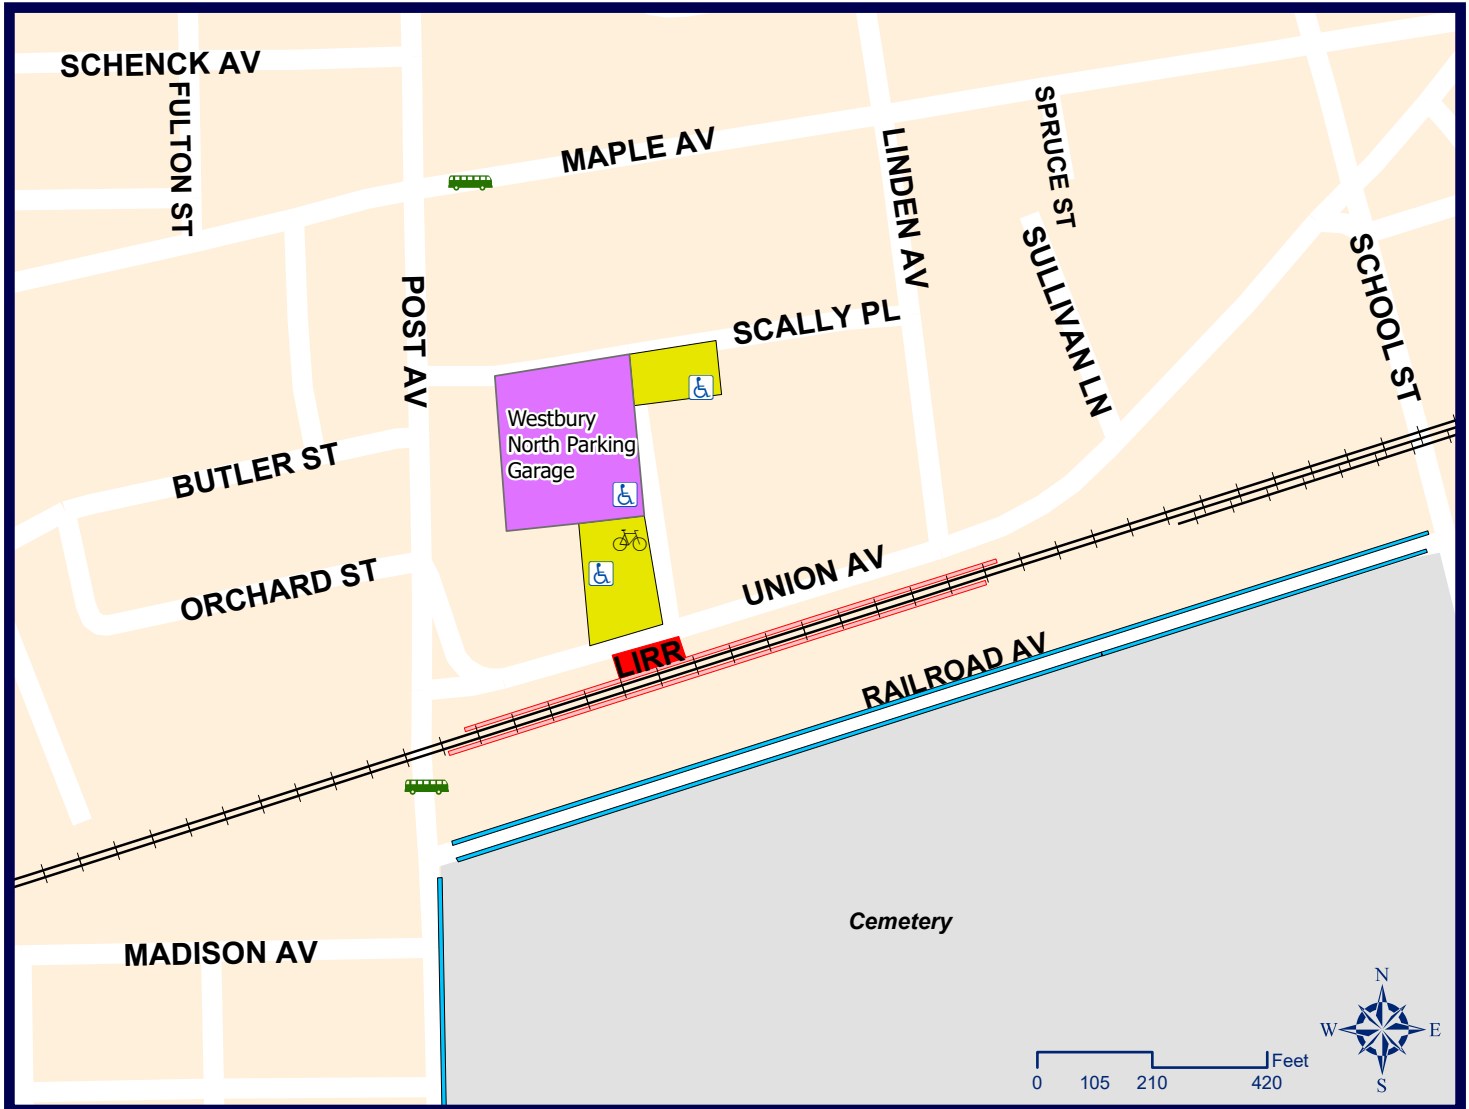 SCHENCK AV
FULTON ST
MAPLE AV
LINDEN AV
SPRUCE ST
SULLIVAN LN
SCHOOL ST
POST AV
SCALLY PL
Westbury
North Parking
Garage
BUTLER ST
ORCHARD ST
UNION AV
LIRR
RAILROAD AV
Cemetery
MADISON AV
N
W
E
S
Feet
0
105
210
420